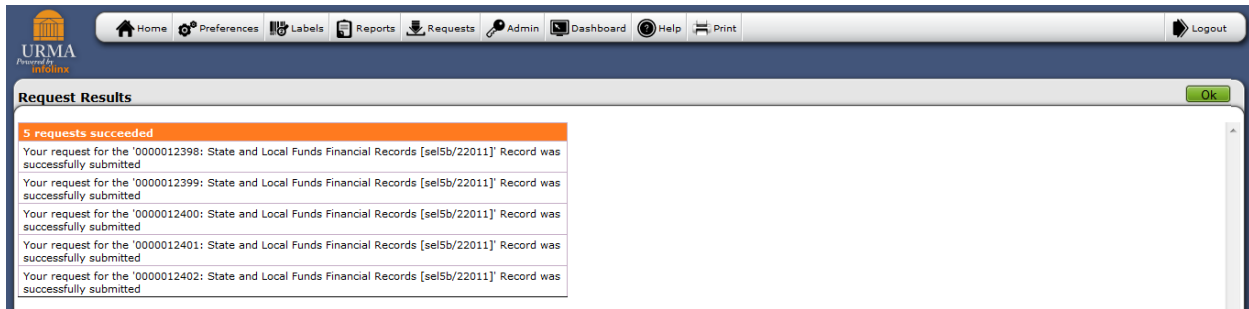 Home Preferences Labels Reports Requests Admin Dashboard Help Print Logout
URMA
Powered by
infolinx
Request Results Ok
5 requests succeeded
Your request for the '0000012398: State and Local Funds Financial Records [sel5b/22011]' Record was
successfully submitted
Your request for the '0000012399: State and Local Funds Financial Records [sel5b/22011]' Record was
successfully submitted
Your request for the '0000012400: State and Local Funds Financial Records [sel5b/22011]' Record was
successfully submitted
Your request for the '0000012401: State and Local Funds Financial Records [sel5b/22011]' Record was
successfully submitted
Your request for the '0000012402: State and Local Funds Financial Records [sel5b/22011]' Record was
successfully submitted